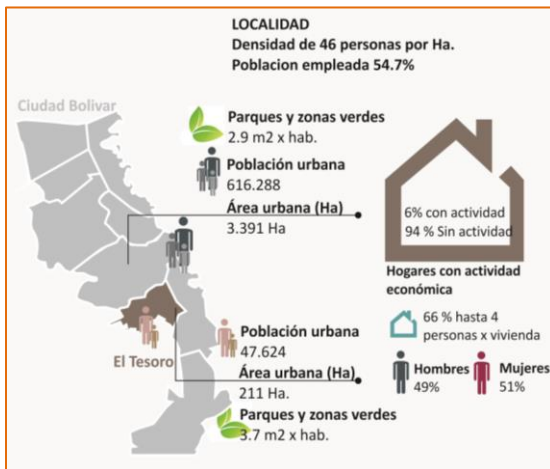 LOCALIDAD
Densidad de 46 personas por Ha.
Poblacion empleada 54.7%
Ciudad Bolivar
Parques y zonas verdes
2.9 m2 x hab.
Población urbana
616.288
Área urbana (Ha)
3.391 Ha
6% con actividad
94 % Sin actividad
Hogares con actividad
económica
66 % hasta 4
personas x vivienda
Hombres
49%
Mujeres
51%
El Tesoro
Población urbana
47.624
Área urbana (Ha)
211 Ha.
Parques y zonas verdes
3.7 m2 x hab.